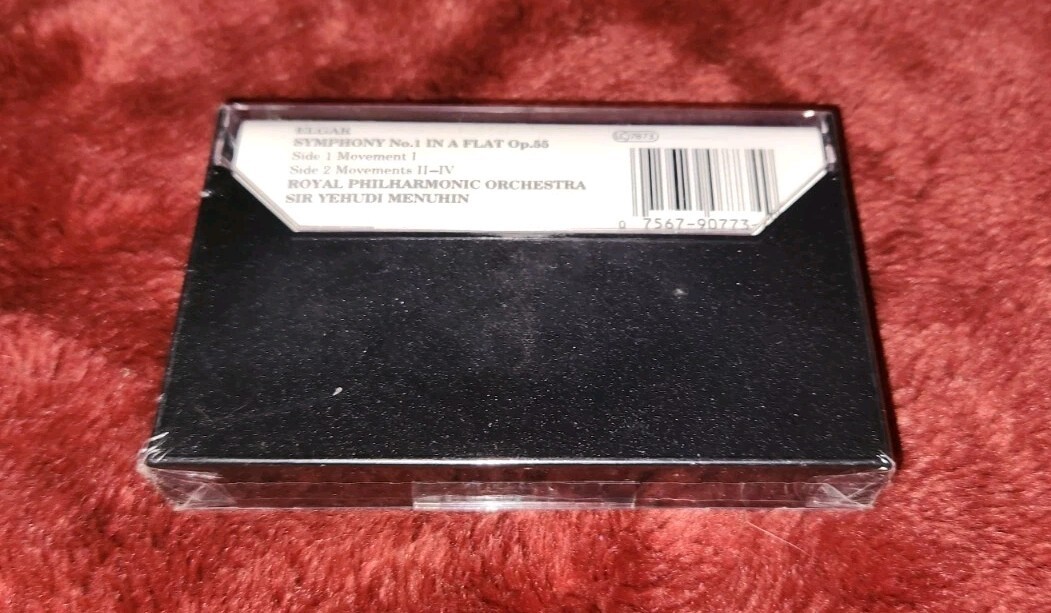 ELGAR
SYMPHONY No.1 IN A FLAT Op.55
Side 1 Movement I
Side 2 Movements II–IV
ROYAL PHILHARMONIC ORCHESTRA
SIR YEHUDI MENUHIN
0 7567-90773-